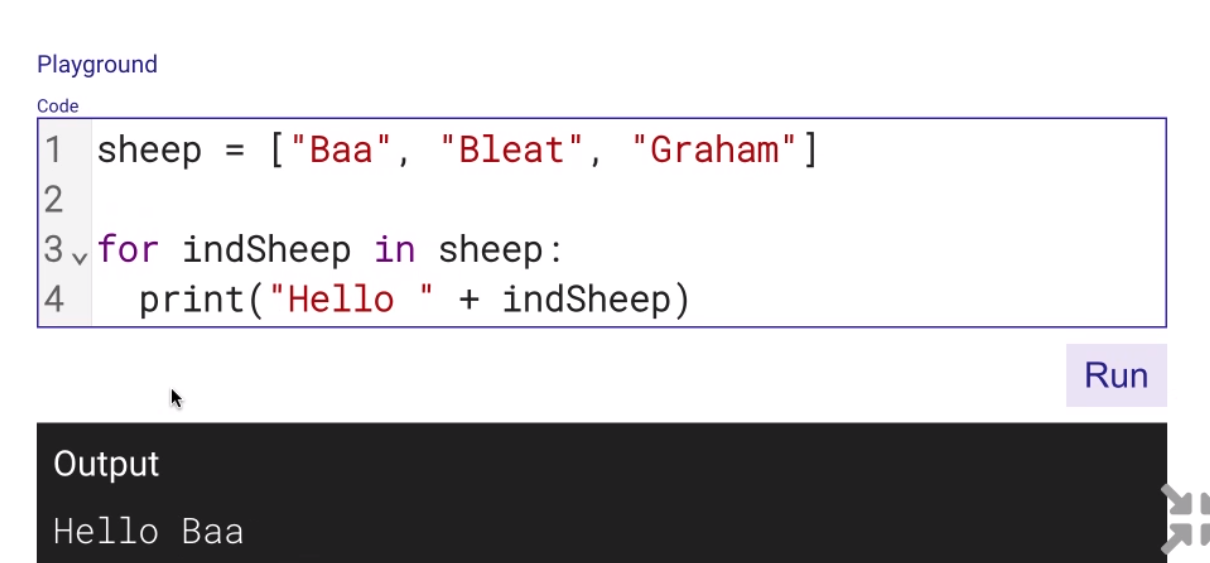 Playground
Code
1 sheep = ["Baa", "Bleat", "Graham"]
2
3 for indSheep in sheep:
4   print("Hello " + indSheep)
Run
Output
Hello Baa